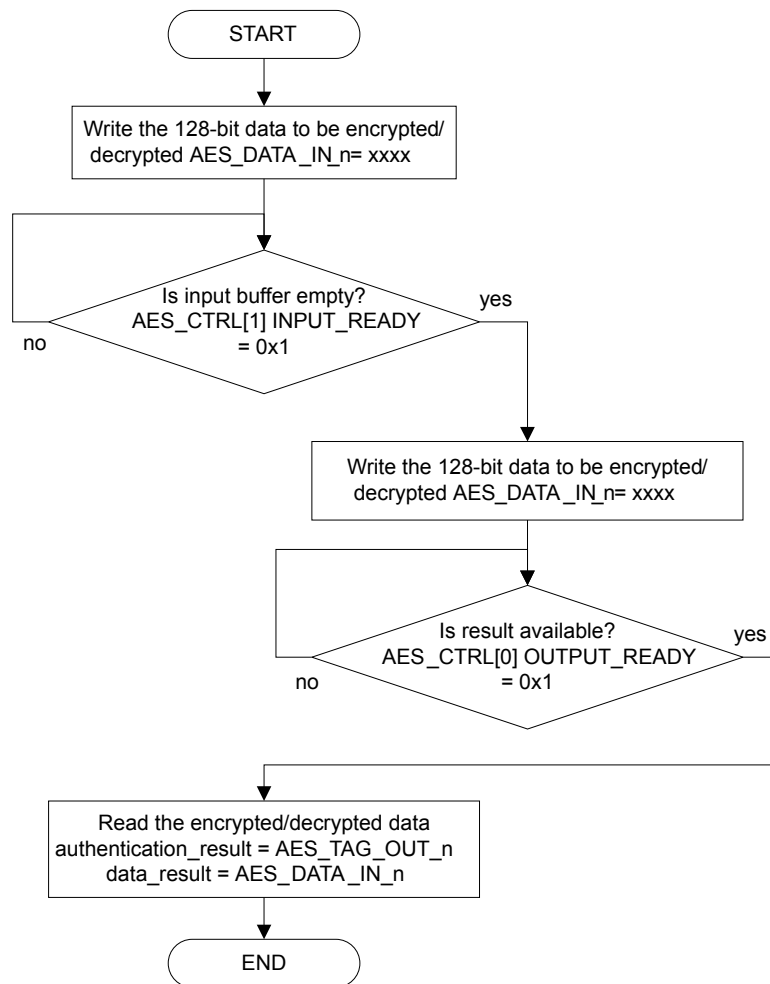 START
Write the 128-bit data to be encrypted/
decrypted AES_DATA_IN_n= xxxx
Is input buffer empty?
AES_CTRL[1] INPUT_READY
= 0x1
yes
no
Write the 128-bit data to be encrypted/
decrypted AES_DATA_IN_n= xxxx
Is result available?
AES_CTRL[0] OUTPUT_READY
= 0x1
yes
no
Read the encrypted/decrypted data
authentication_result = AES_TAG_OUT_n
data_result = AES_DATA_IN_n
END